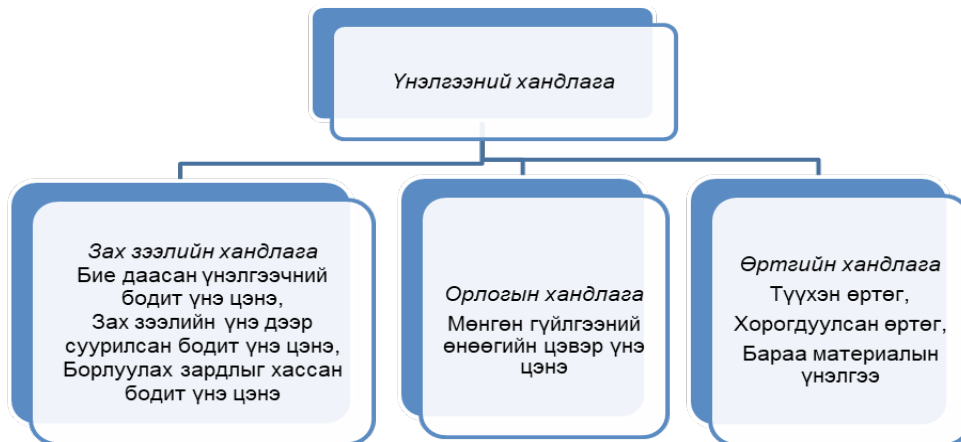 Үнэлгээний хандлага
Зах зээлийн хандлага
Бие даасан үнэлгээчний
бодит үнэ цэнэ,
Зах зээлийн үнэ дээр
суурилсан бодит үнэ цэнэ,
Борлуулах зардлыг хассан
бодит үнэ цэнэ
Орлогын хандлага
Мөнгөн гүйлгээний
өнөөгийн цэвэр үнэ
цэнэ
Өртгийн хандлага
Түүхэн өртөг,
Хорогдуулсан өртөг,
Бараа материалын
үнэлгээ